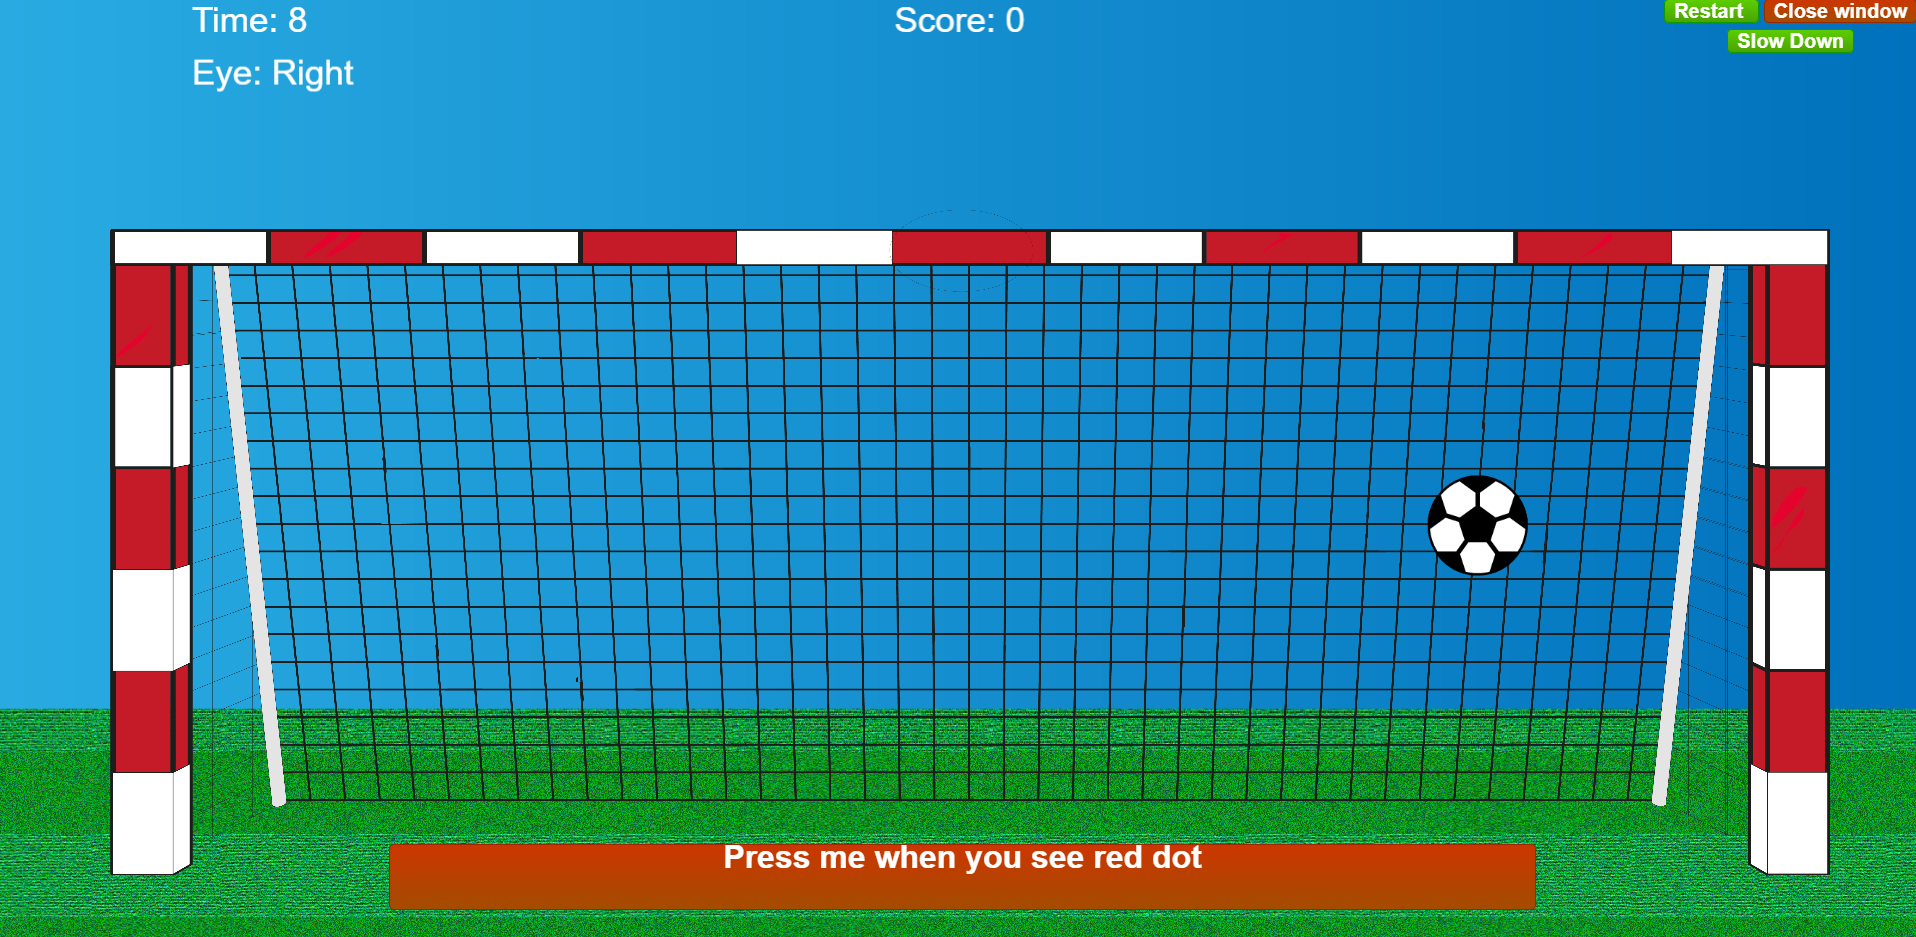 Time: 8
Score: 0
Restart
Close window
Slow Down
Eye: Right
Press me when you see red dot